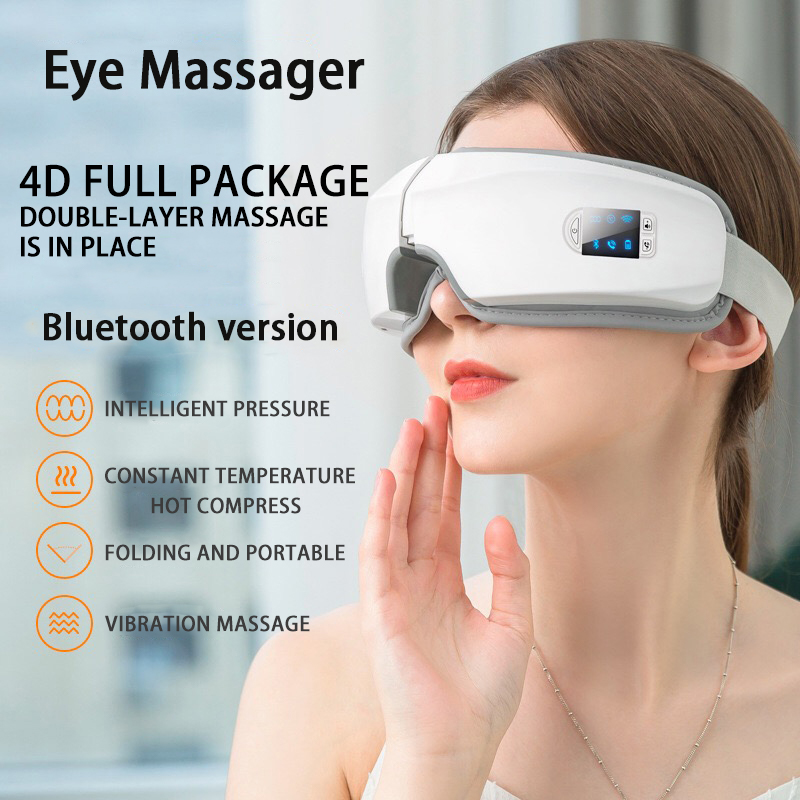 Eye Massager
4D FULL PACKAGE
DOUBLE-LAYER MASSAGE
IS IN PLACE
Bluetooth version
INTELLIGENT PRESSURE
CONSTANT TEMPERATURE
HOT COMPRESS
FOLDING AND PORTABLE
VIBRATION MASSAGE